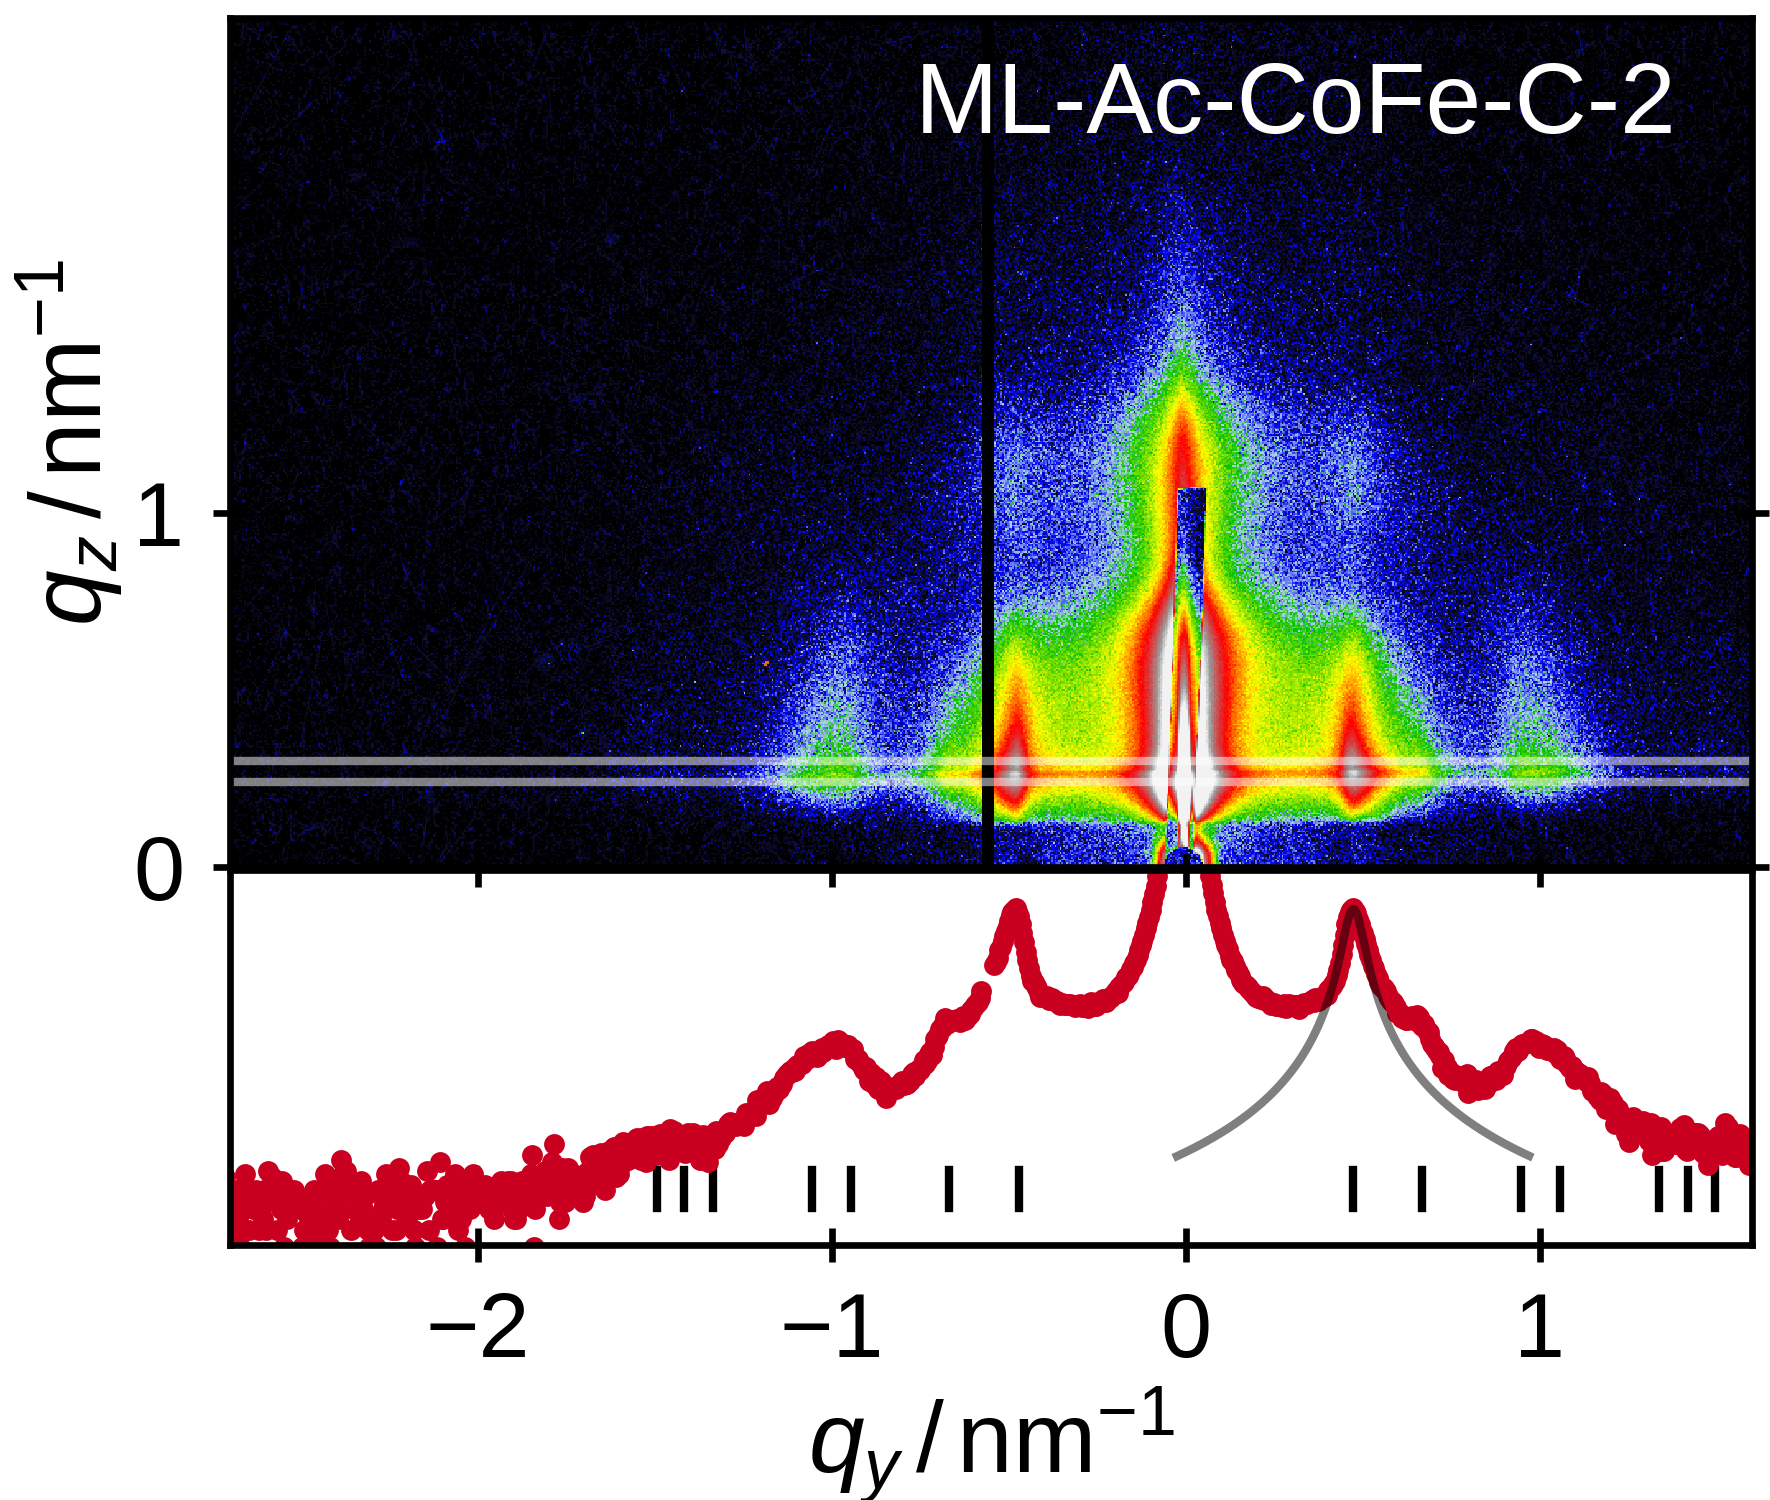 ML-Ac-CoFe-C-2
q_z / nm⁻¹
1
0
−2 −1 0 1
q_y / nm⁻¹